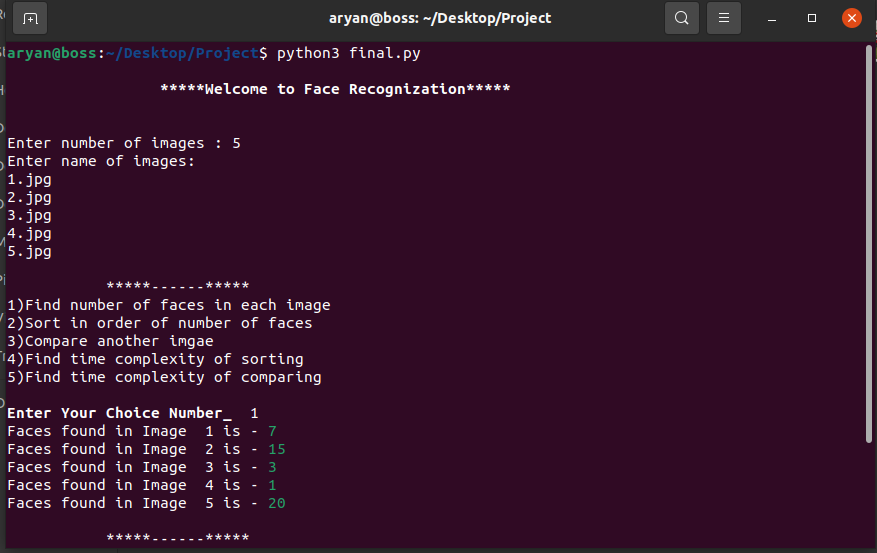 aryan@boss: ~/Desktop/Project
aryan@boss:~/Desktop/Project$ python3 final.py
*****Welcome to Face Recognization*****
Enter number of images : 5
Enter name of images:
1.jpg
2.jpg
3.jpg
4.jpg
5.jpg
*****------*****
1)Find number of faces in each image
2)Sort in order of number of faces
3)Compare another imgae
4)Find time complexity of sorting
5)Find time complexity of comparing
Enter Your Choice Number_  1
Faces found in Image  1 is - 7
Faces found in Image  2 is - 15
Faces found in Image  3 is - 3
Faces found in Image  4 is - 1
Faces found in Image  5 is - 20
*****------*****